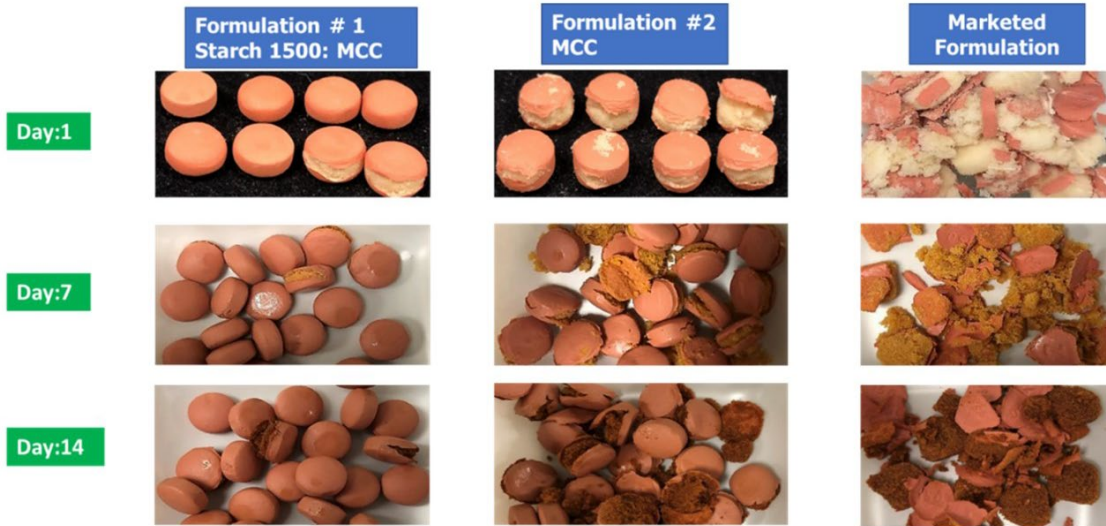 Formulation # 1
Starch 1500: MCC
Formulation #2
MCC
Marketed
Formulation
Day:1
Day:7
Day:14